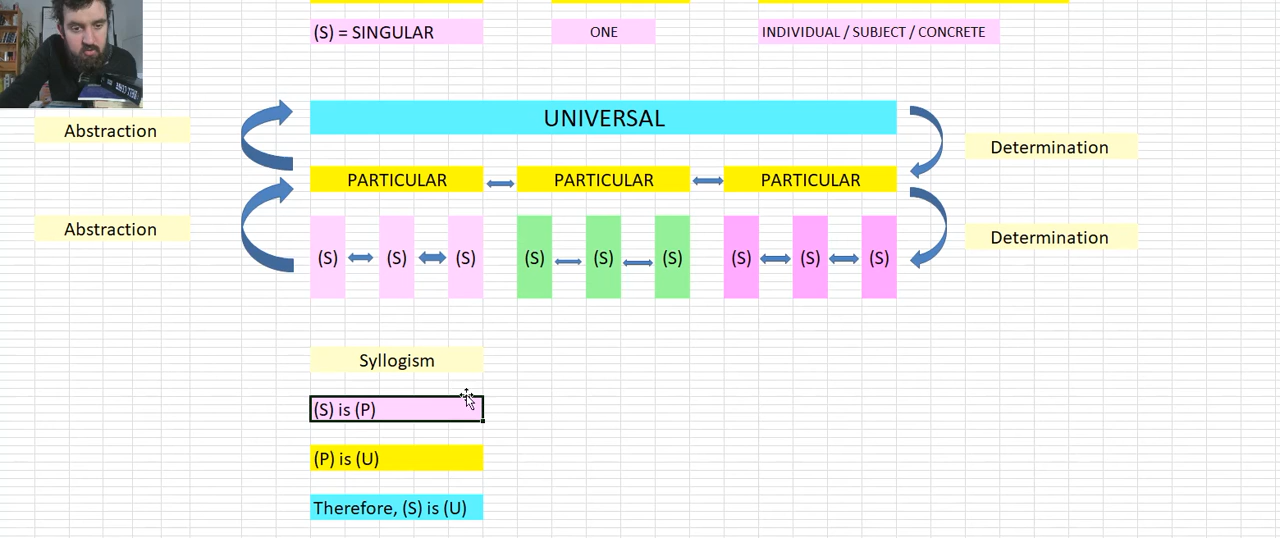 (S) = SINGULAR
ONE
INDIVIDUAL / SUBJECT / CONCRETE
UNIVERSAL
Abstraction
Determination
PARTICULAR
PARTICULAR
PARTICULAR
Abstraction
Determination
(S)
(S)
(S)
(S)
(S)
(S)
(S)
(S)
(S)
Syllogism
(S) is (P)
(P) is (U)
Therefore, (S) is (U)